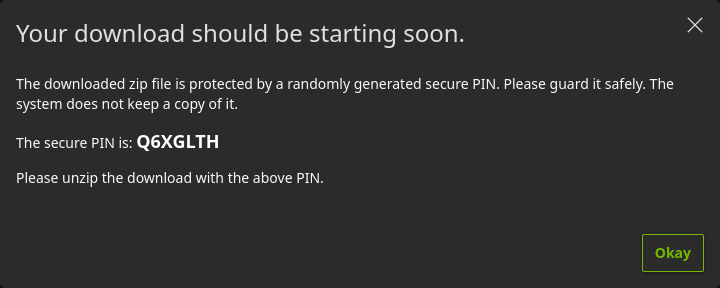 Your download should be starting soon.
The downloaded zip file is protected by a randomly generated secure PIN. Please guard it safely. The
system does not keep a copy of it.
The secure PIN is: Q6XGLTH
Please unzip the download with the above PIN.
Okay